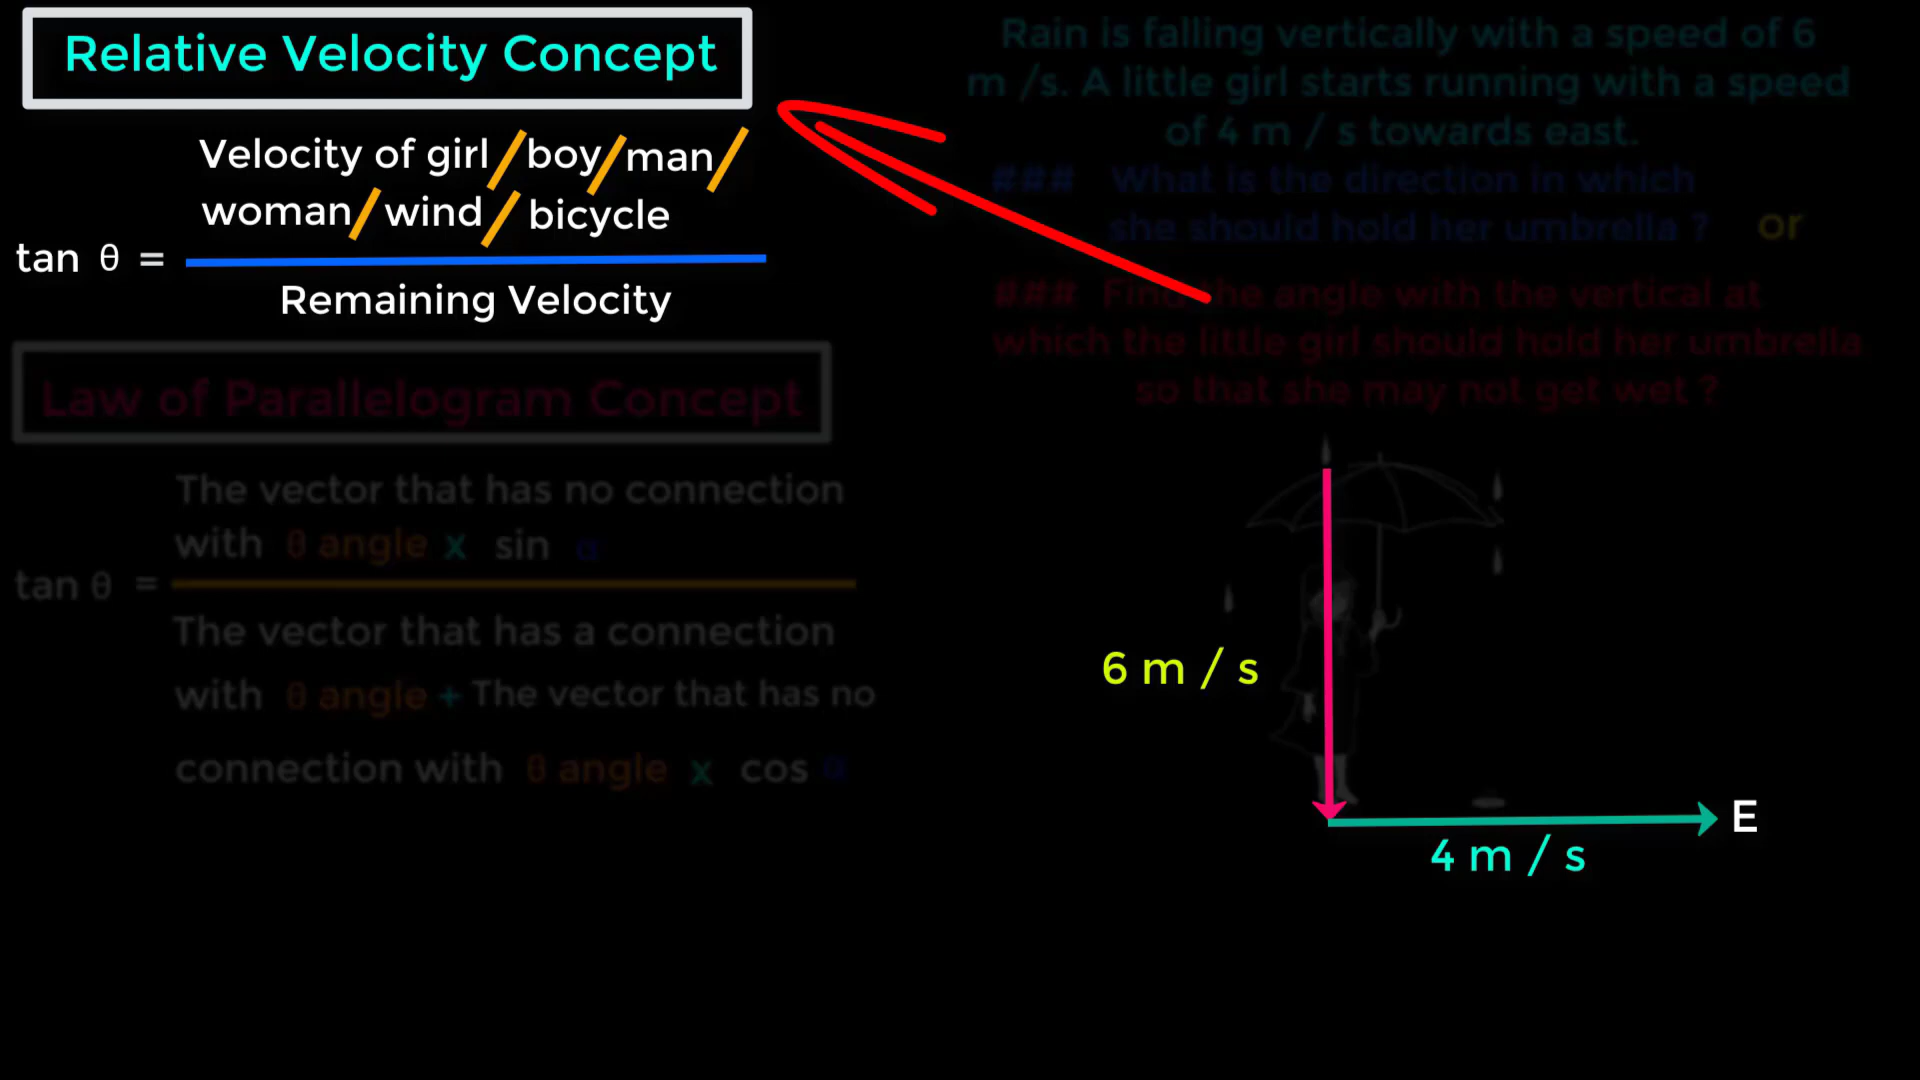 Relative Velocity Concept
Velocity of girl/boy/man/
woman/wind/bicycle
tan θ =
Remaining Velocity
Law of Parallelogram Concept
The vector that has no connection
with θ angle x sin α
tan θ =
The vector that has a connection
with θ angle + The vector that has no
connection with θ angle x cos α
Rain is falling vertically with a speed of 6
m /s. A little girl starts running with a speed
of 4 m / s towards east.
### What is the direction in which
she should hold her umbrella ? or
### Find the angle with the vertical at
which the little girl should hold her umbrella
so that she may not get wet ?
6 m / s
E
4 m / s